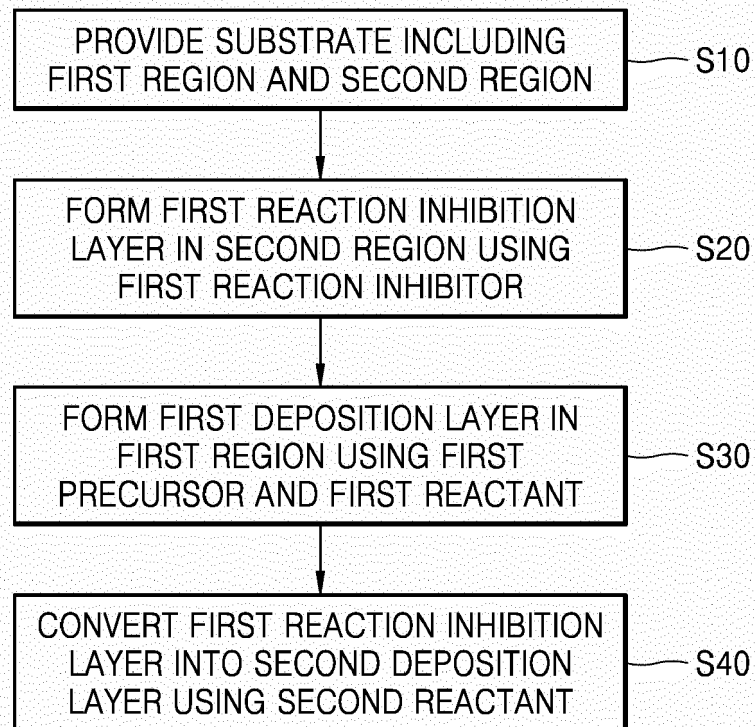 PROVIDE SUBSTRATE INCLUDING
FIRST REGION AND SECOND REGION
S10
FORM FIRST REACTION INHIBITION
LAYER IN SECOND REGION USING
FIRST REACTION INHIBITOR
S20
FORM FIRST DEPOSITION LAYER IN
FIRST REGION USING FIRST
PRECURSOR AND FIRST REACTANT
S30
CONVERT FIRST REACTION INHIBITION
LAYER INTO SECOND DEPOSITION
LAYER USING SECOND REACTANT
S40